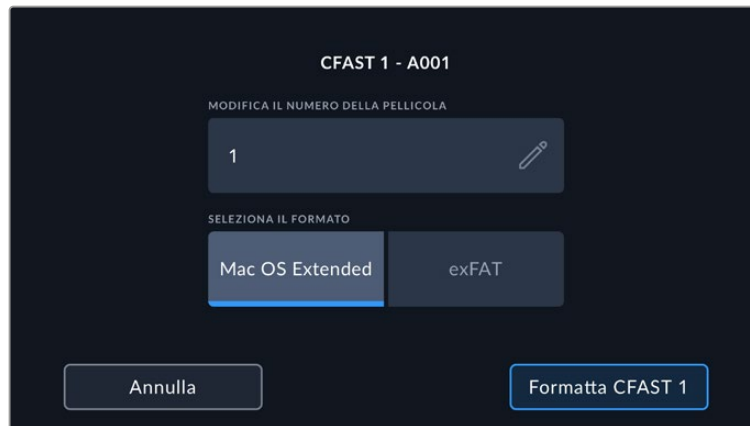 CFAST 1 - A001
MODIFICA IL NUMERO DELLA PELLICOLA
1
SELEZIONA IL FORMATO
Mac OS Extended
exFAT
Annulla
Formatta CFAST 1